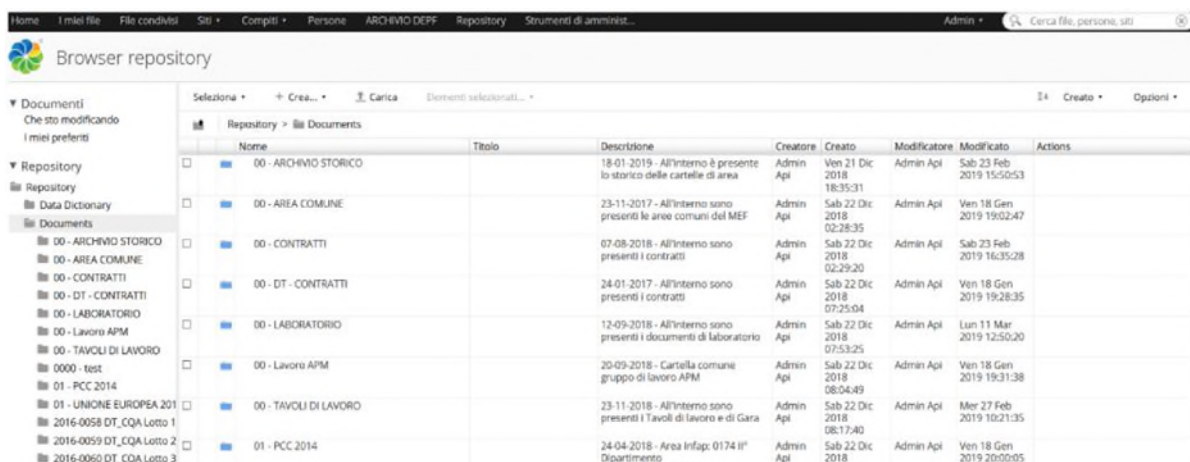 Home I miei file File condivisi Siti Compiti Persone ARCHIVIO DEPF Repository Strumenti di amminist... Admin Cerca file, persone, siti
Browser repository
Documenti
Che sto modificando
I miei preferiti
Repository
Repository
Data Dictionary
Documents
00 - ARCHIVIO STORICO
00 - AREA COMUNE
00 - CONTRATTI
00 - DT - CONTRATTI
00 - LABORATORIO
00 - Lavoro APM
00 - TAVOLI DI LAVORO
0000 - test
01 - PCC 2014
01 - UNIONE EUROPEA 201
2016-0058 DT_CQA Lotto 1
2016-0059 DT_CQA Lotto 2
2016-0060 DT_CQA Lotto 3
Seleziona + Crea... Carica Elementi selezionati... Creato Opzioni
Repository > Documents
Nome Titolo Descrizione Creatore Creato Modificatore Modificato Actions
00 - ARCHIVIO STORICO 18-01-2019 - All'interno è presente Admin Ven 21 Dic Admin Api Sab 23 Feb
lo storico delle cartelle di area Api 2018 2019 15:50:53
18:35:31
00 - AREA COMUNE 23-11-2017 - All'interno sono Admin Sab 22 Dic Admin Api Ven 18 Gen
presenti le aree comuni del MEF Api 2018 2019 19:02:47
02:28:35
00 - CONTRATTI 07-08-2018 - All'interno sono Admin Sab 22 Dic Admin Api Sab 23 Feb
presenti i contratti Api 2018 2019 16:35:28
02:29:20
00 - DT - CONTRATTI 24-01-2017 - All'interno sono Admin Sab 22 Dic Admin Api Ven 18 Gen
presenti i contratti Api 2018 2019 19:28:35
07:25:04
00 - LABORATORIO 12-09-2018 - All'interno sono Admin Sab 22 Dic Admin Api Lun 11 Mar
presenti i documenti di laboratorio Api 2018 2019 12:50:20
07:53:25
00 - Lavoro APM 20-09-2018 - Cartella comune Admin Sab 22 Dic Admin Api Ven 18 Gen
gruppo di lavoro APM Api 2018 2019 19:31:38
08:04:49
00 - TAVOLI DI LAVORO 23-11-2018 - All'interno sono Admin Sab 22 Dic Admin Api Mer 27 Feb
presenti i Tavoli di lavoro e di Gara Api 2018 2019 10:21:35
08:17:40
01 - PCC 2014 24-04-2018 - Area Infap: 0174 II° Admin Sab 22 Dic Admin Api Ven 18 Gen
Dipartimento Api 2018 2019 20:00:05